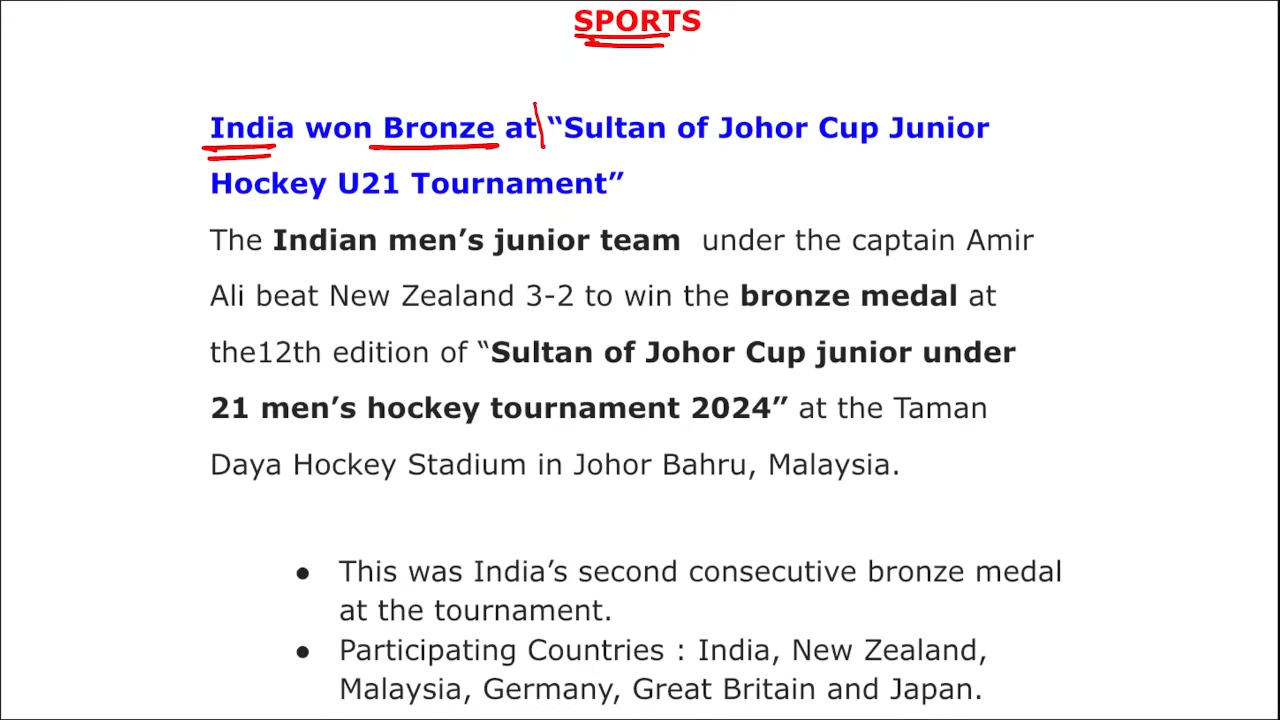 SPORTS
India won Bronze at “Sultan of Johor Cup Junior
Hockey U21 Tournament”
The Indian men’s junior team under the captain Amir
Ali beat New Zealand 3-2 to win the bronze medal at
the12th edition of “Sultan of Johor Cup junior under
21 men’s hockey tournament 2024” at the Taman
Daya Hockey Stadium in Johor Bahru, Malaysia.
● This was India’s second consecutive bronze medal
at the tournament.
● Participating Countries : India, New Zealand,
Malaysia, Germany, Great Britain and Japan.